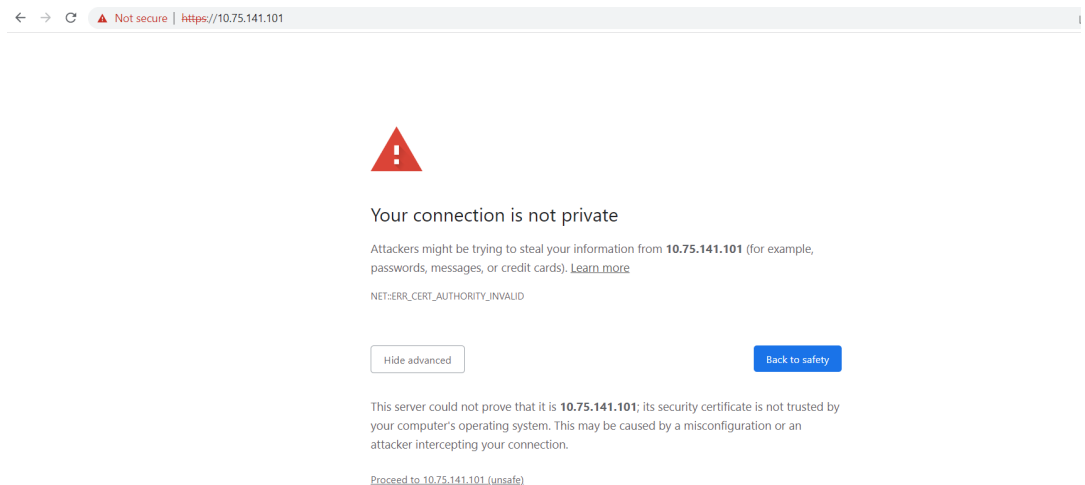 Not secure | https://10.75.141.101
Your connection is not private
Attackers might be trying to steal your information from 10.75.141.101 (for example,
passwords, messages, or credit cards). Learn more
NET::ERR_CERT_AUTHORITY_INVALID
Hide advanced
Back to safety
This server could not prove that it is 10.75.141.101; its security certificate is not trusted by
your computer's operating system. This may be caused by a misconfiguration or an
attacker intercepting your connection.
Proceed to 10.75.141.101 (unsafe)